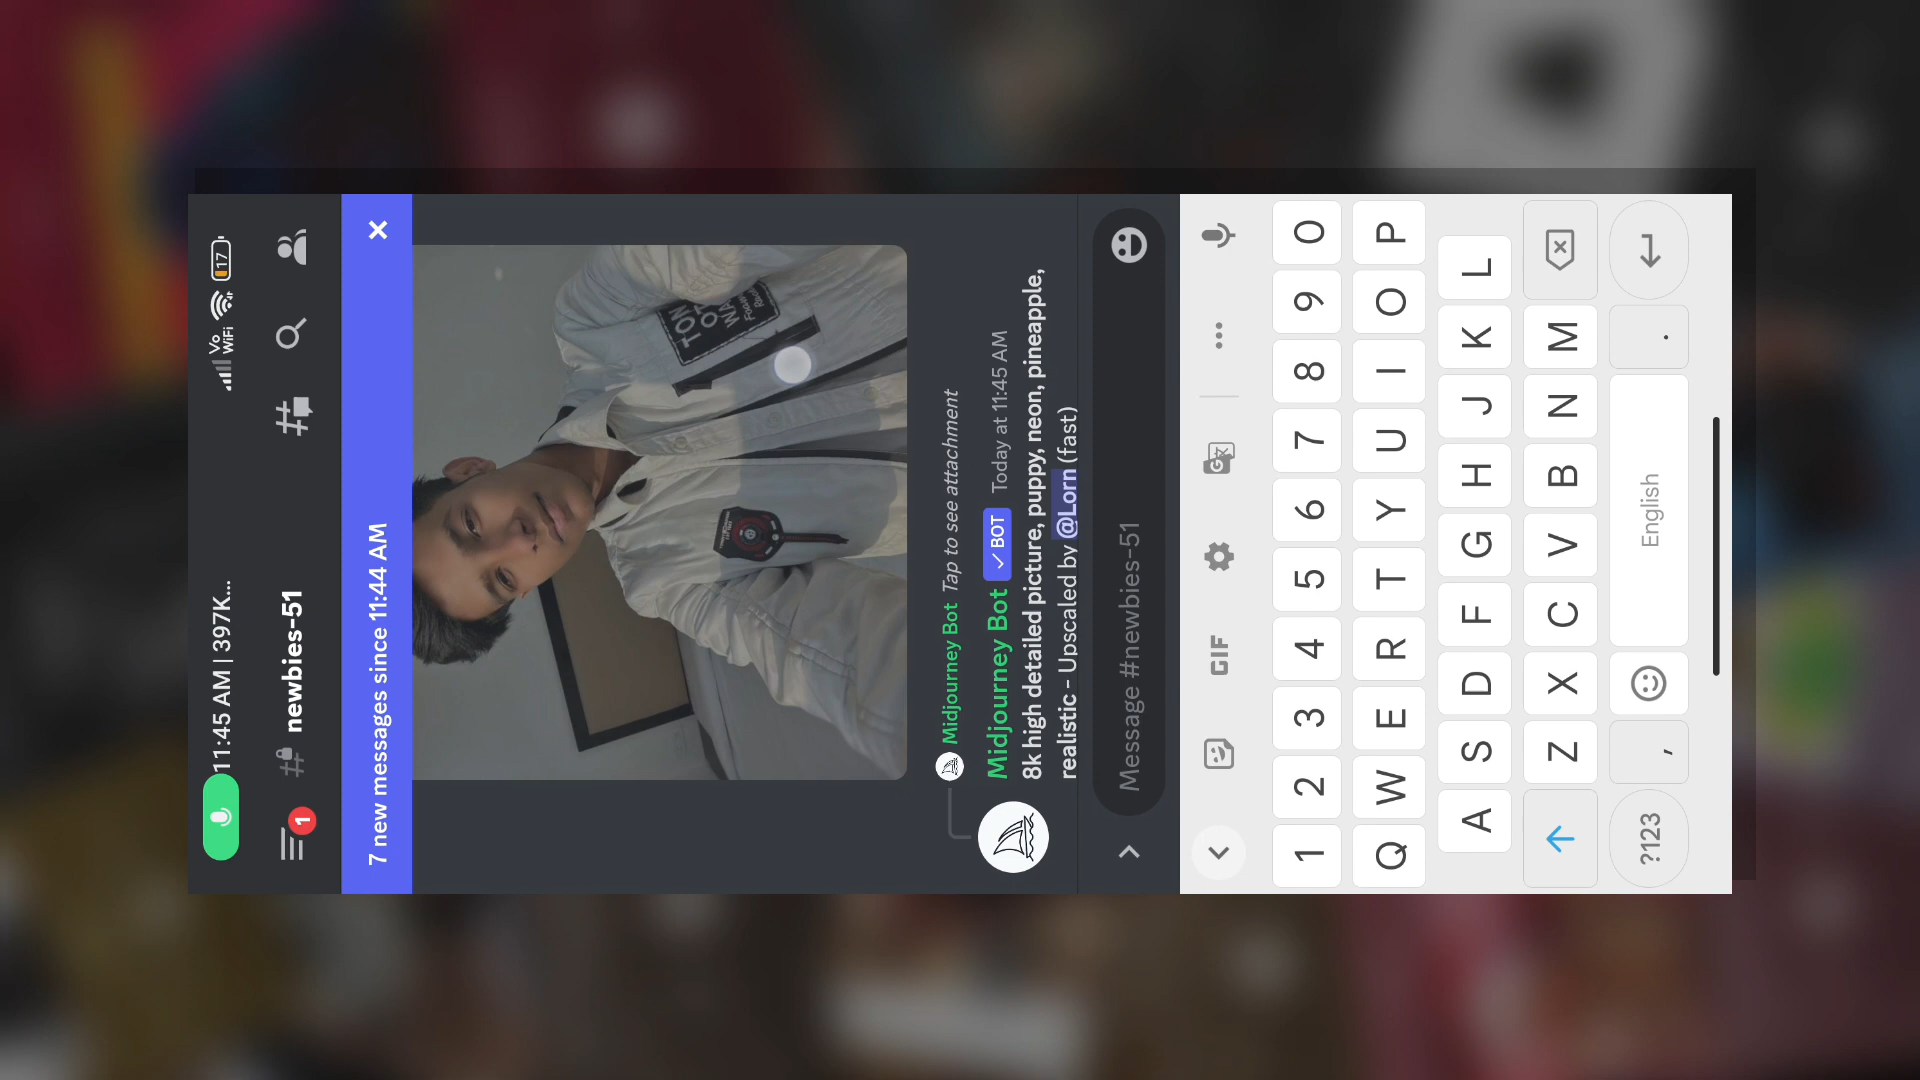 11:45 AM | 397K...
Vo
WiFi
17
1
newbies-51
7 new messages since 11:44 AM
TON
OT
WA
Midjourney Bot Tap to see attachment
Midjourney Bot ✓ BOT Today at 11:45 AM
8k high detailed picture, puppy, neon, pineapple,
realistic - Upscaled by @Lorn (fast)
Message #newbies-51
GIF
1 2 3 4 5 6 7 8 9 0
Q W E R T Y U I O P
A S D F G H J K L
Z X C V B N M
?123 , English .